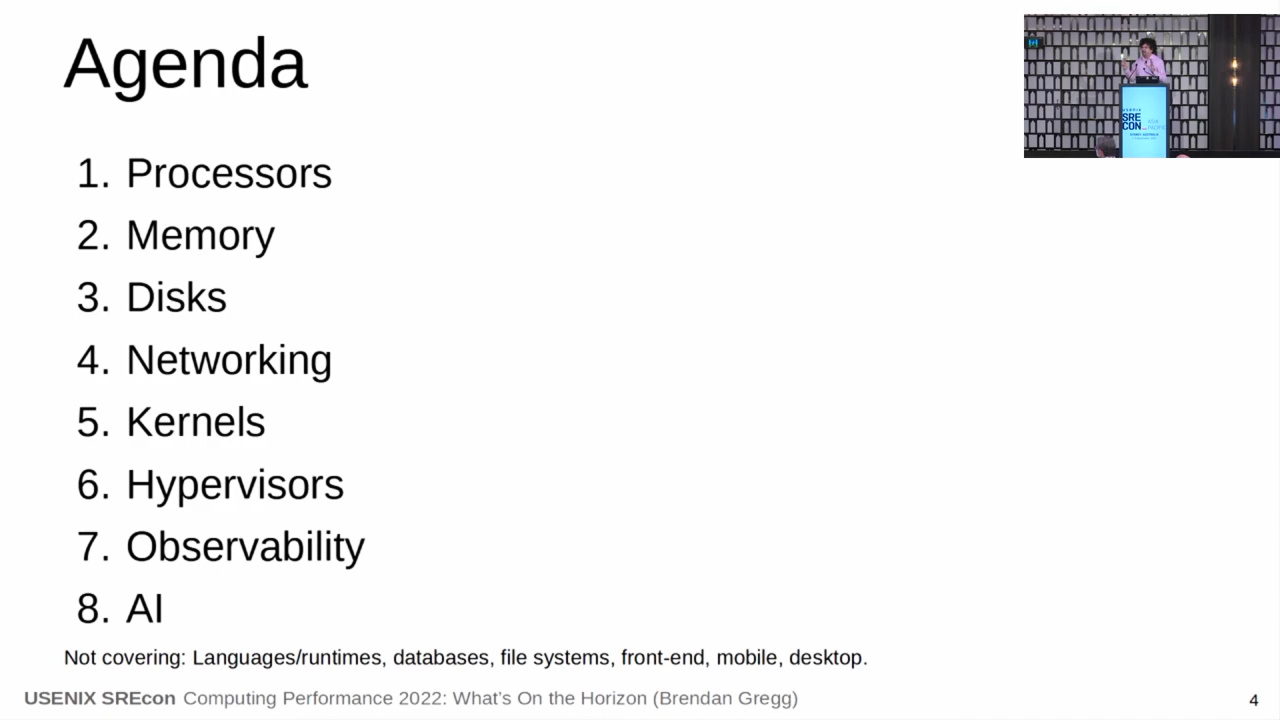 Agenda
1. Processors
2. Memory
3. Disks
4. Networking
5. Kernels
6. Hypervisors
7. Observability
8. AI
Not covering: Languages/runtimes, databases, file systems, front-end, mobile, desktop.
USENIX SREcon Computing Performance 2022: What's On the Horizon (Brendan Gregg)
4
SRE
CON